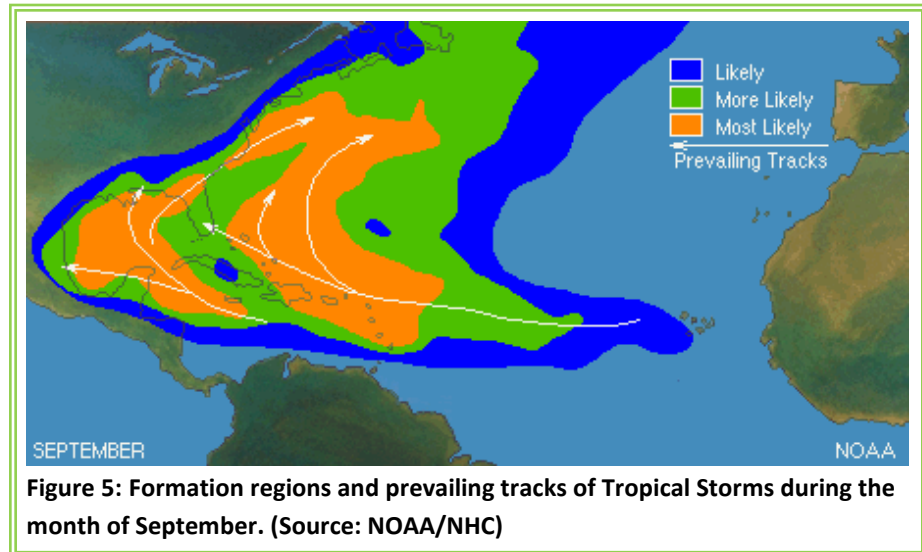 Likely
More Likely
Most Likely
Prevailing Tracks
SEPTEMBER
NOAA
Figure 5: Formation regions and prevailing tracks of Tropical Storms during the
month of September. (Source: NOAA/NHC)